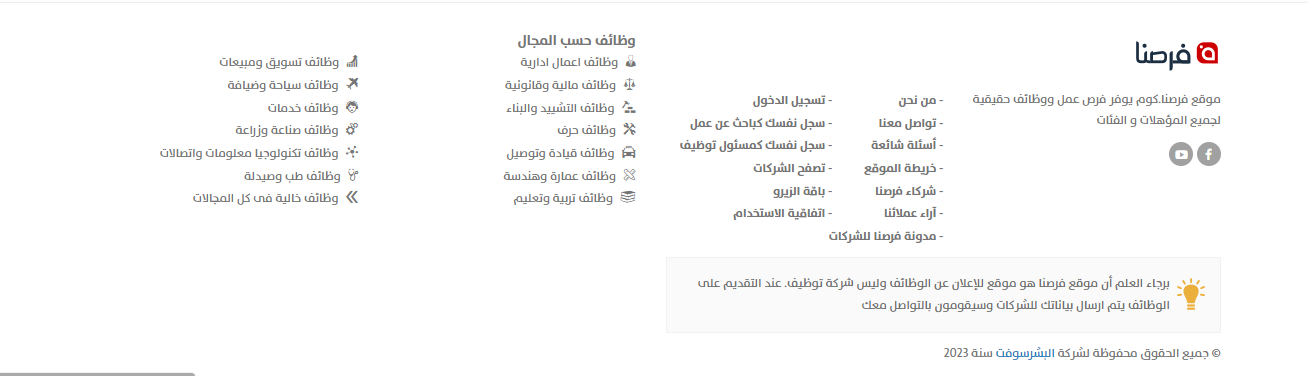 فرصنا
موقع فرصنا.كوم يوفر فرص عمل ووظائف حقيقية
لجميع المؤهلات و الفئات
- من نحن
- تواصل معنا
- أسئلة شائعة
- خريطة الموقع
- شركاء فرصنا
- آراء عملائنا
- مدونة فرصنا للشركات
- تسجيل الدخول
- سجل نفسك كباحث عن عمل
- سجل نفسك كمسئول توظيف
- تصفح الشركات
- باقة الزيرو
- اتفاقية الاستخدام
برجاء العلم أن موقع فرصنا هو موقع للإعلان عن الوظائف وليس شركة توظيف. عند التقديم على
الوظائف يتم ارسال بياناتك للشركات وسيقومون بالتواصل معك
© جميع الحقوق محفوظة لشركة البشرسوفت سنة 2023
وظائف حسب المجال
وظائف اعمال ادارية
وظائف مالية وقانونية
وظائف التشييد والبناء
وظائف حرف
وظائف قيادة وتوصيل
وظائف عمارة وهندسة
وظائف تربية وتعليم
وظائف تسويق ومبيعات
وظائف سياحة وضيافة
وظائف خدمات
وظائف صناعة وزراعة
وظائف تكنولوجيا معلومات واتصالات
وظائف طب وصيدلة
وظائف خالية فى كل المجالات